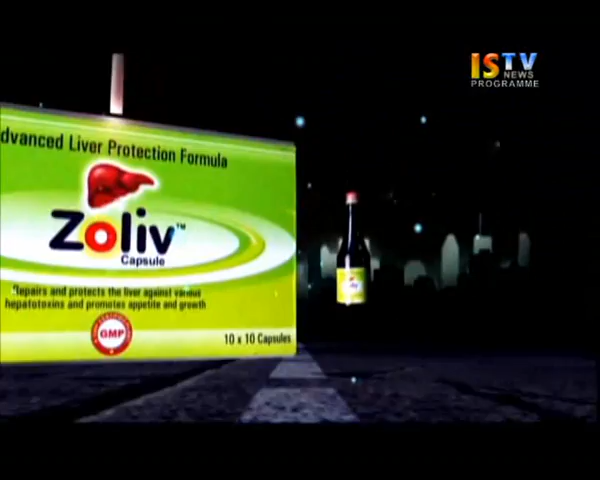 ISTV
NEWS
PROGRAMME
dvanced Liver Protection Formula
Zoliv™
Capsule
Repairs and protects the liver against various
hepatotoxins and promotes appetite and growth
GMP
10 x 10 Capsules